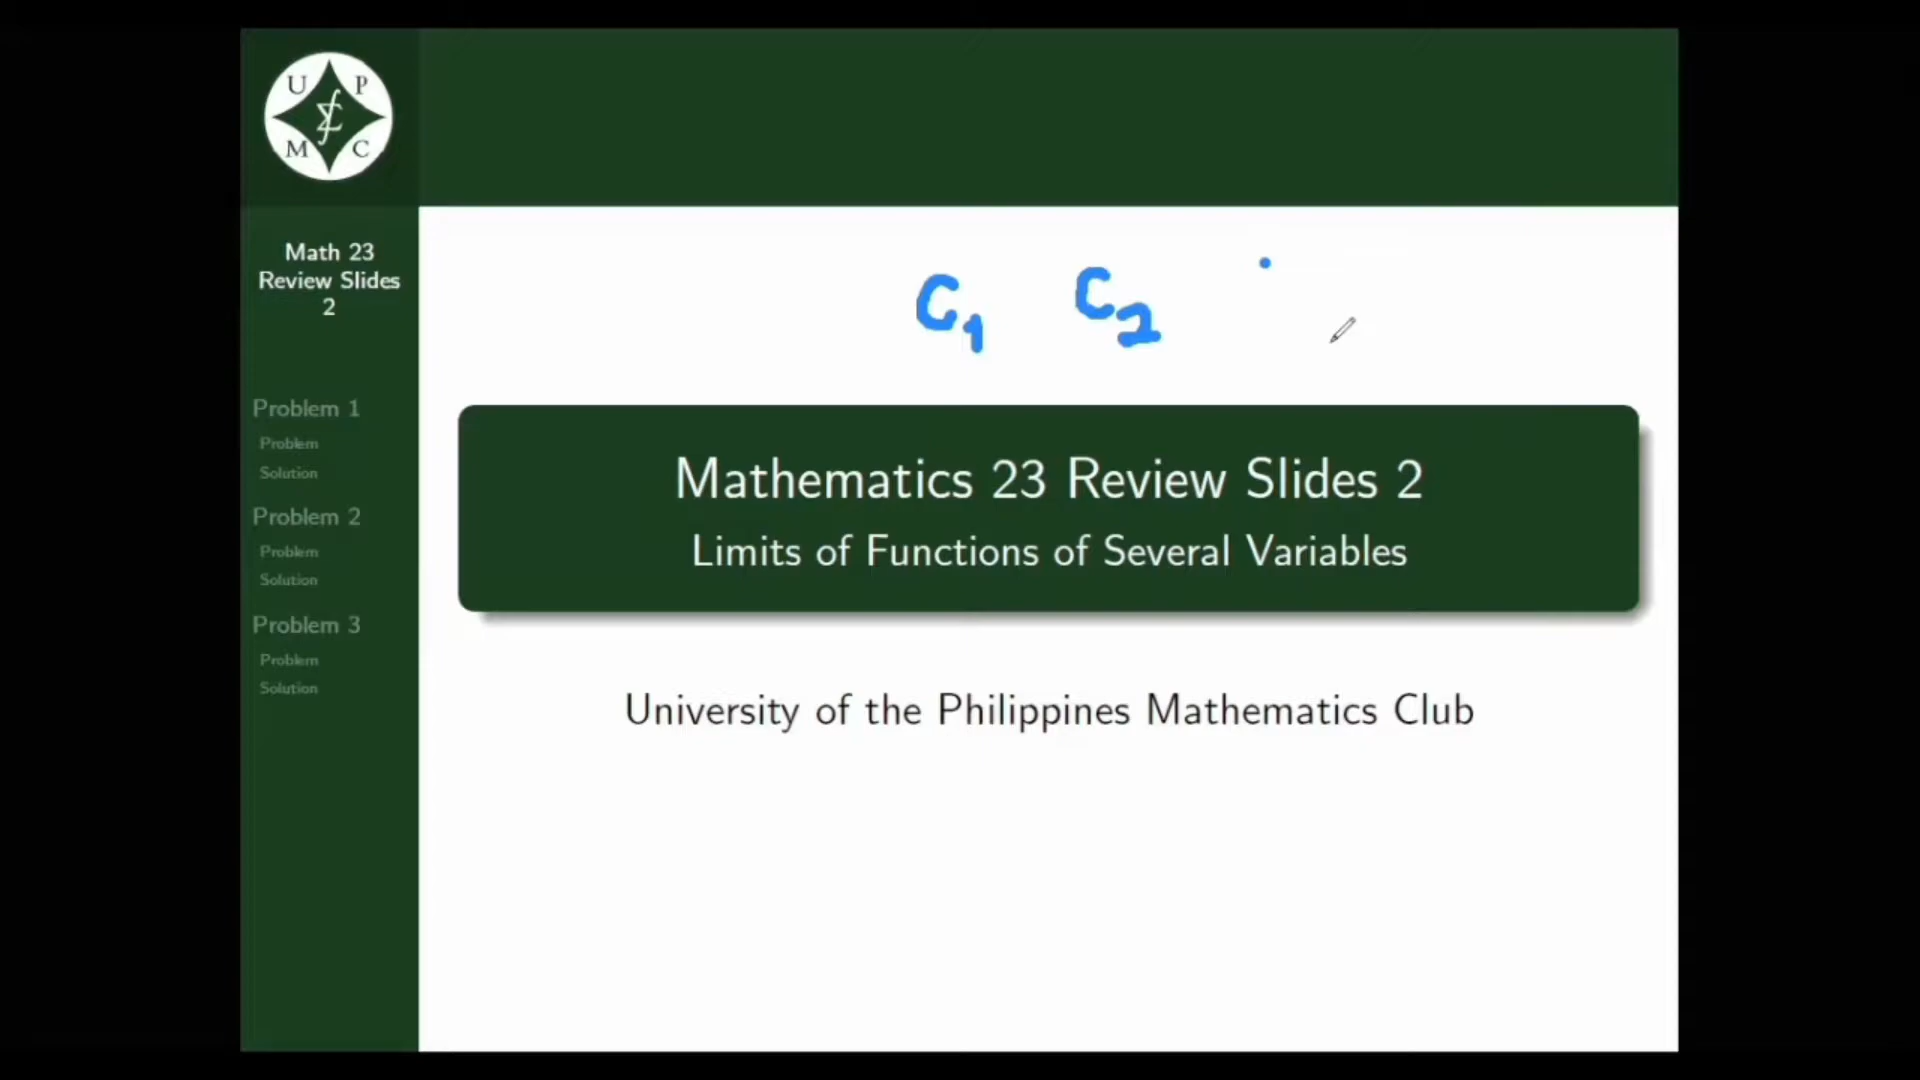 U P
M C
Math 23
Review Slides
2
Problem 1
Problem
Solution
Problem 2
Problem
Solution
Problem 3
Problem
Solution
C1 C2
Mathematics 23 Review Slides 2
Limits of Functions of Several Variables
University of the Philippines Mathematics Club